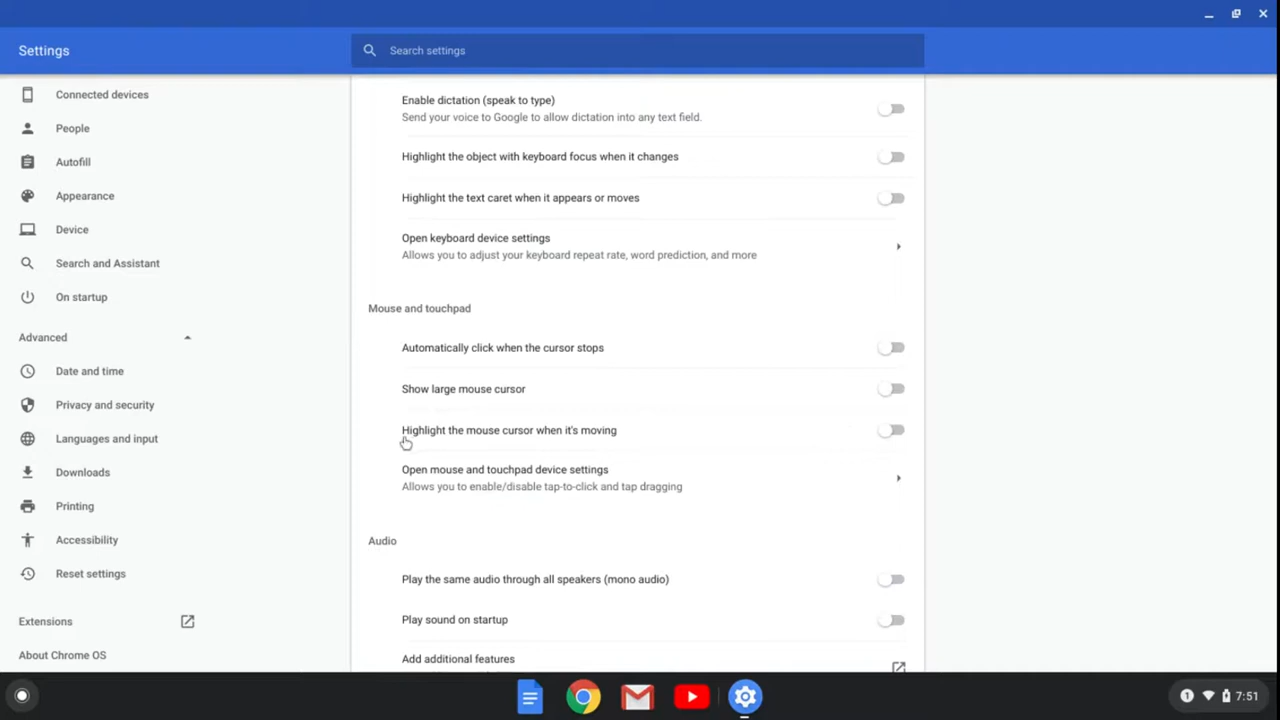 Settings
Search settings
Connected devices
People
Autofill
Appearance
Device
Search and Assistant
On startup
Advanced
Date and time
Privacy and security
Languages and input
Downloads
Printing
Accessibility
Reset settings
Extensions
About Chrome OS
Enable dictation (speak to type)
Send your voice to Google to allow dictation into any text field.
Highlight the object with keyboard focus when it changes
Highlight the text caret when it appears or moves
Open keyboard device settings
Allows you to adjust your keyboard repeat rate, word prediction, and more
Mouse and touchpad
Automatically click when the cursor stops
Show large mouse cursor
Highlight the mouse cursor when it's moving
Open mouse and touchpad device settings
Allows you to enable/disable tap-to-click and tap dragging
Audio
Play the same audio through all speakers (mono audio)
Play sound on startup
Add additional features
1
7:51